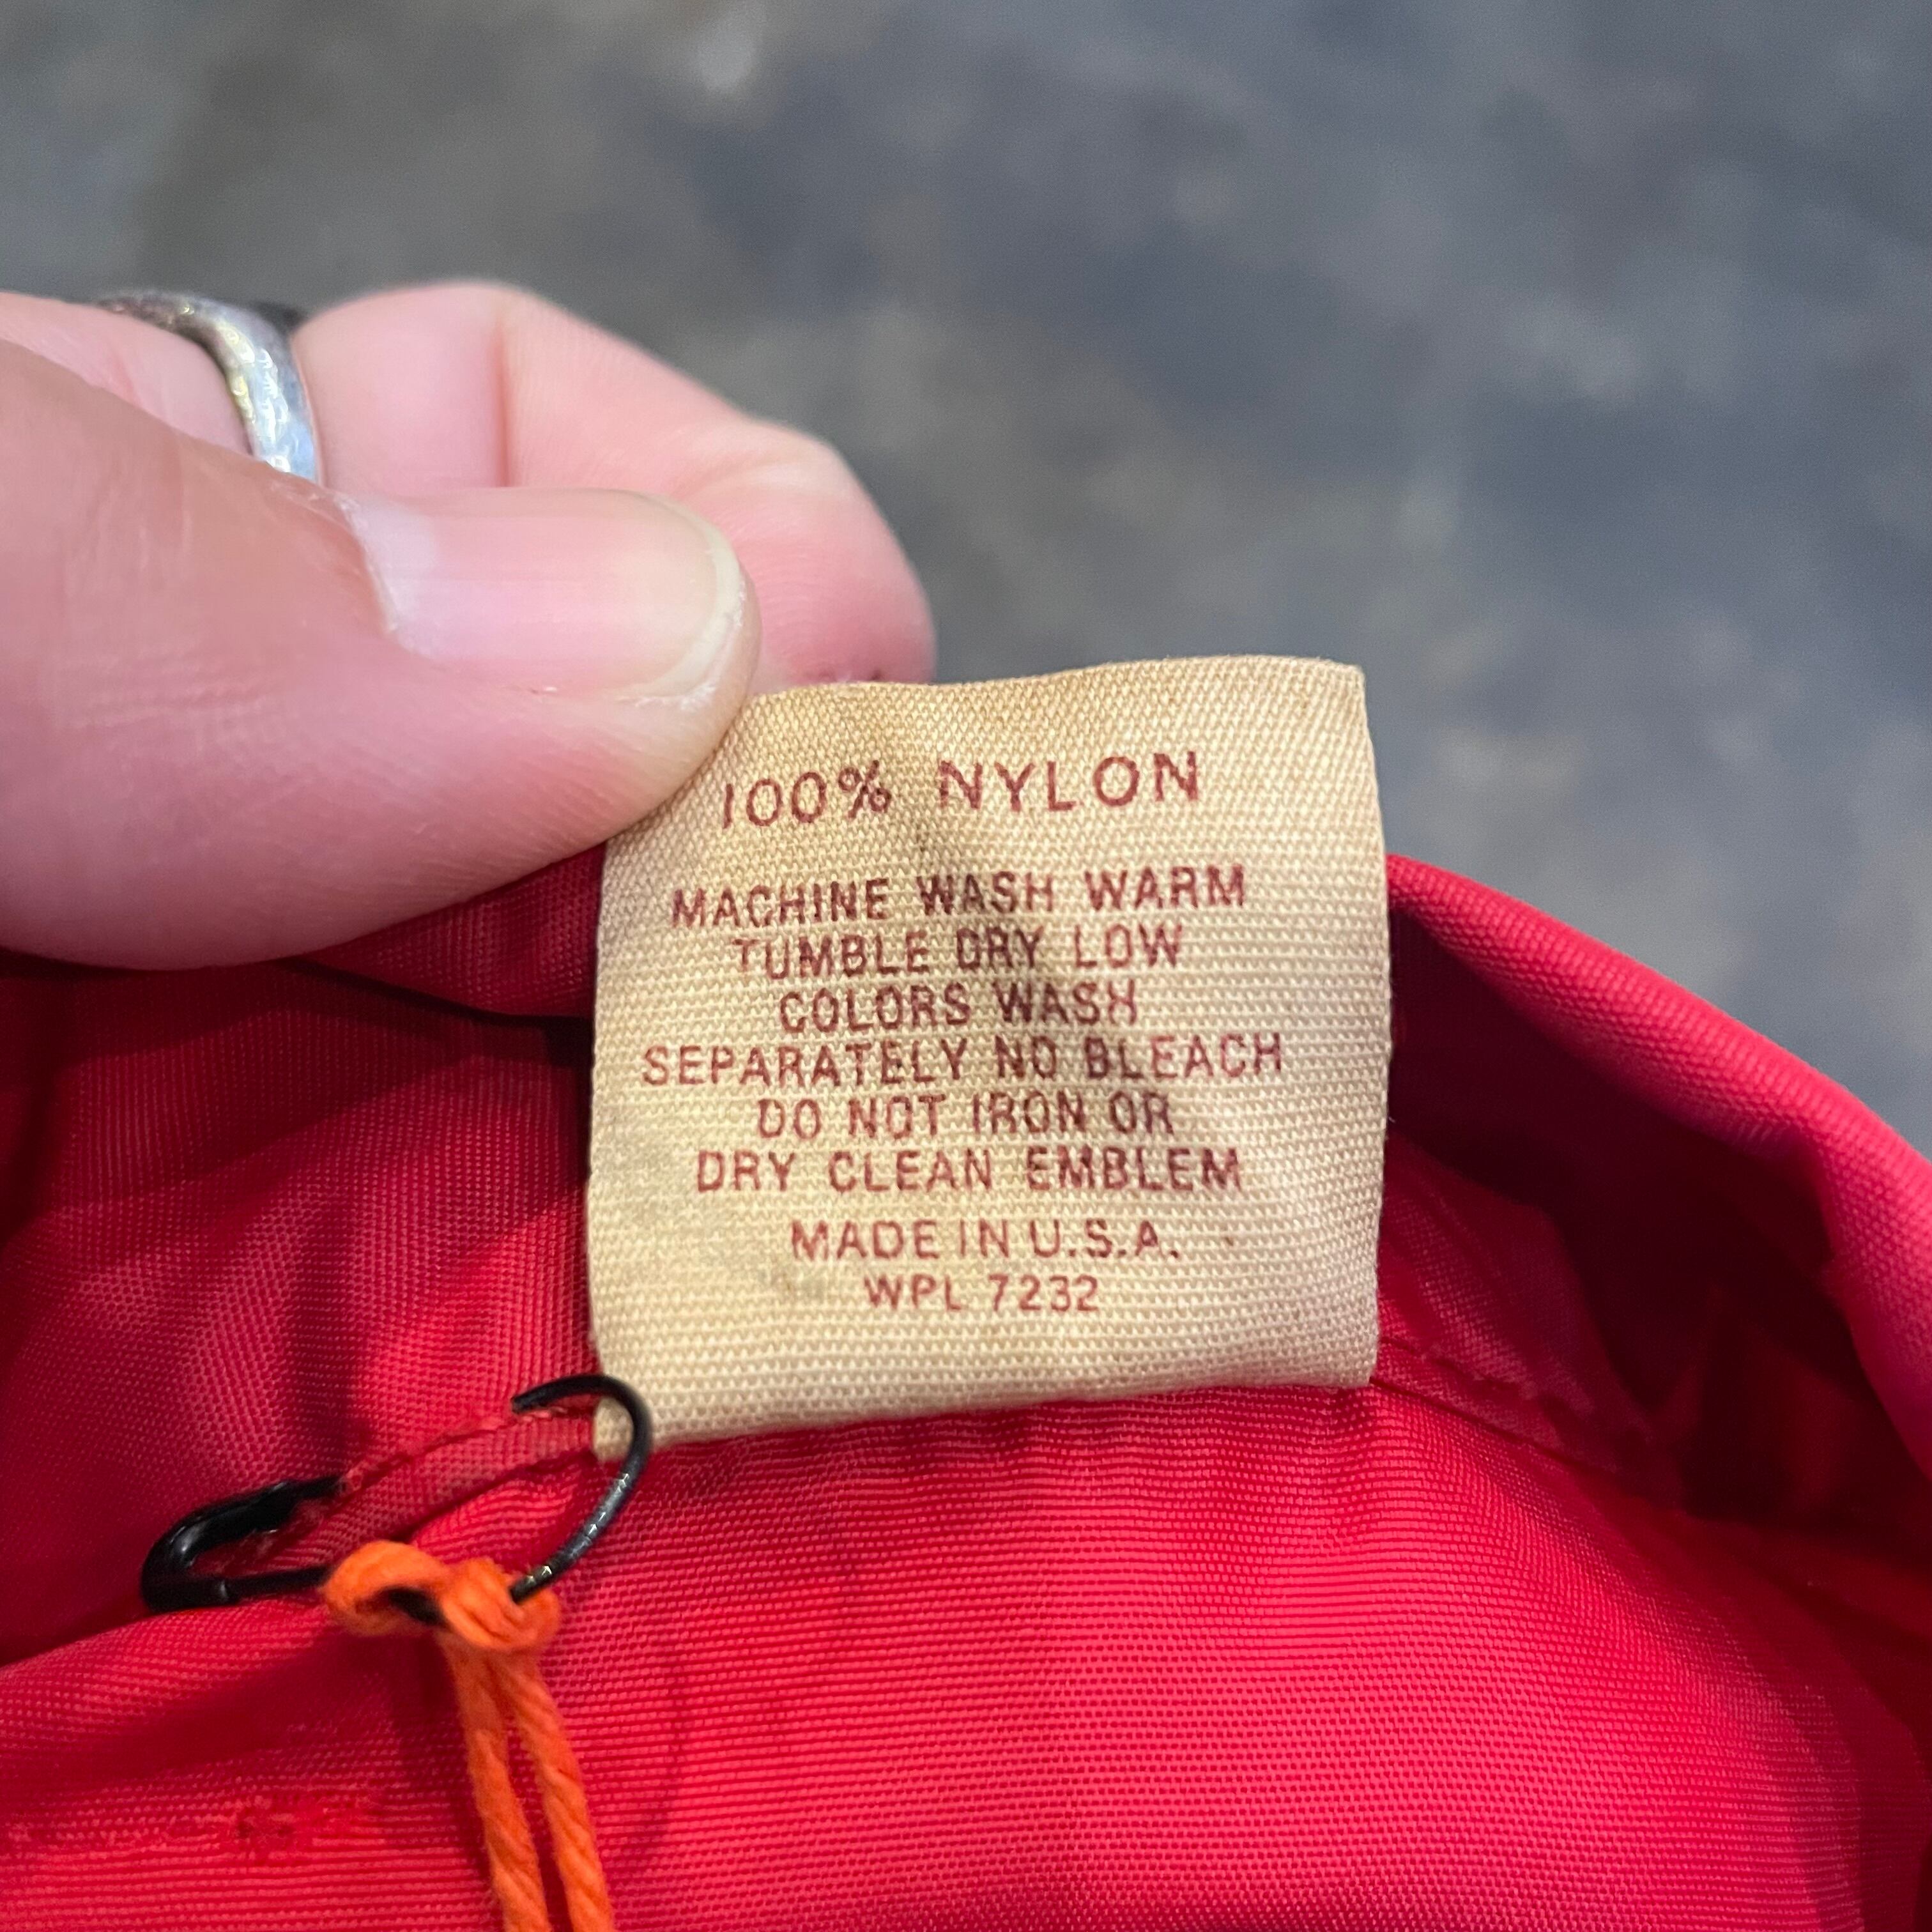 100% NYLON
MACHINE WASH WARM
TUMBLE DRY LOW
COLORS WASH
SEPARATELY NO BLEACH
DO NOT IRON OR
DRY CLEAN EMBLEM
MADE IN U.S.A.
WPL 7232